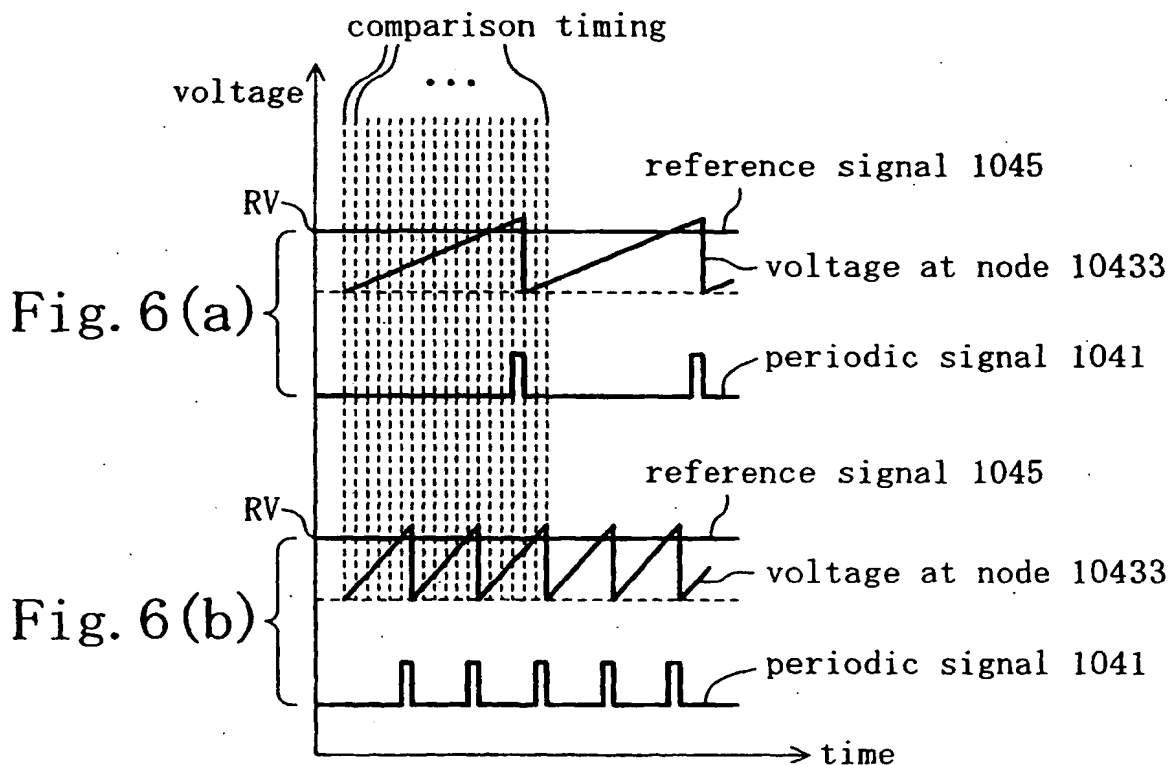 comparison timing
...
voltage
reference signal 1045
RV
voltage at node 10433
Fig. 6(a)
periodic signal 1041
reference signal 1045
RV
voltage at node 10433
Fig. 6(b)
periodic signal 1041
time